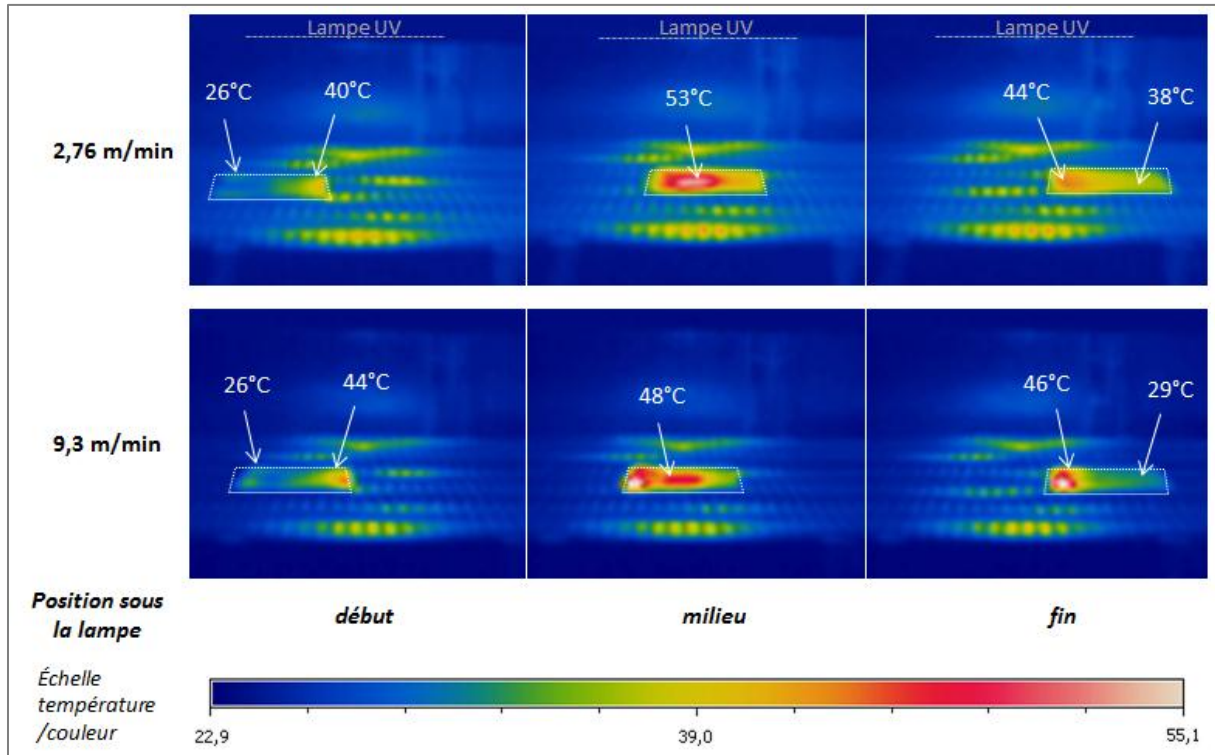 Lampe UV Lampe UV Lampe UV
26°C 40°C 53°C 44°C 38°C
2,76 m/min
26°C 44°C 48°C 46°C 29°C
9,3 m/min
Position sous
la lampe
début milieu fin
Échelle
température
/couleur
22,9 39,0 55,1